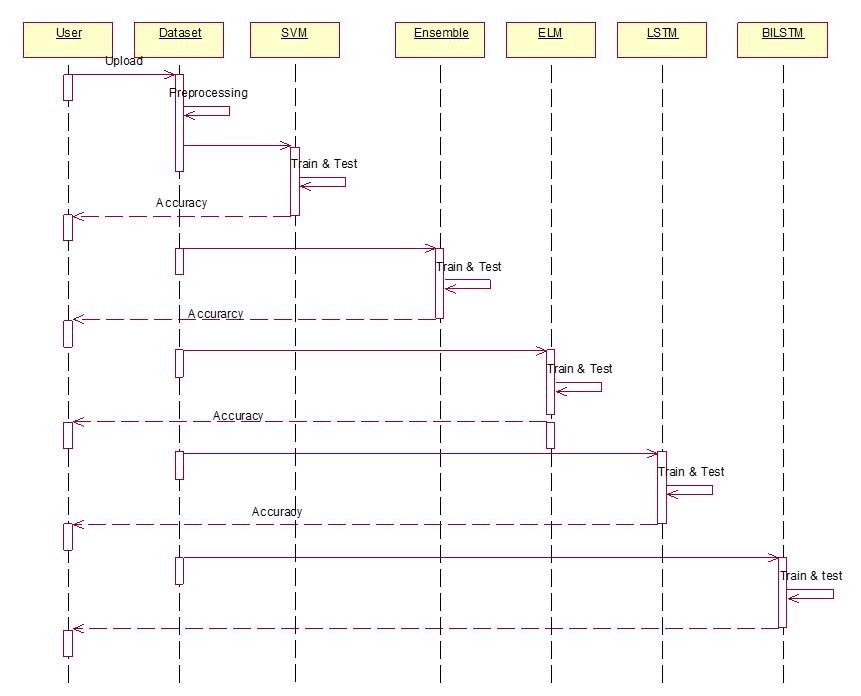 User
Dataset
SVM
Ensemble
ELM
LSTM
BILSTM
Upload
Preprocessing
Train & Test
Accuracy
Train & Test
Accurarcy
Train & Test
Accuracy
Train & Test
Accuracy
Train & test